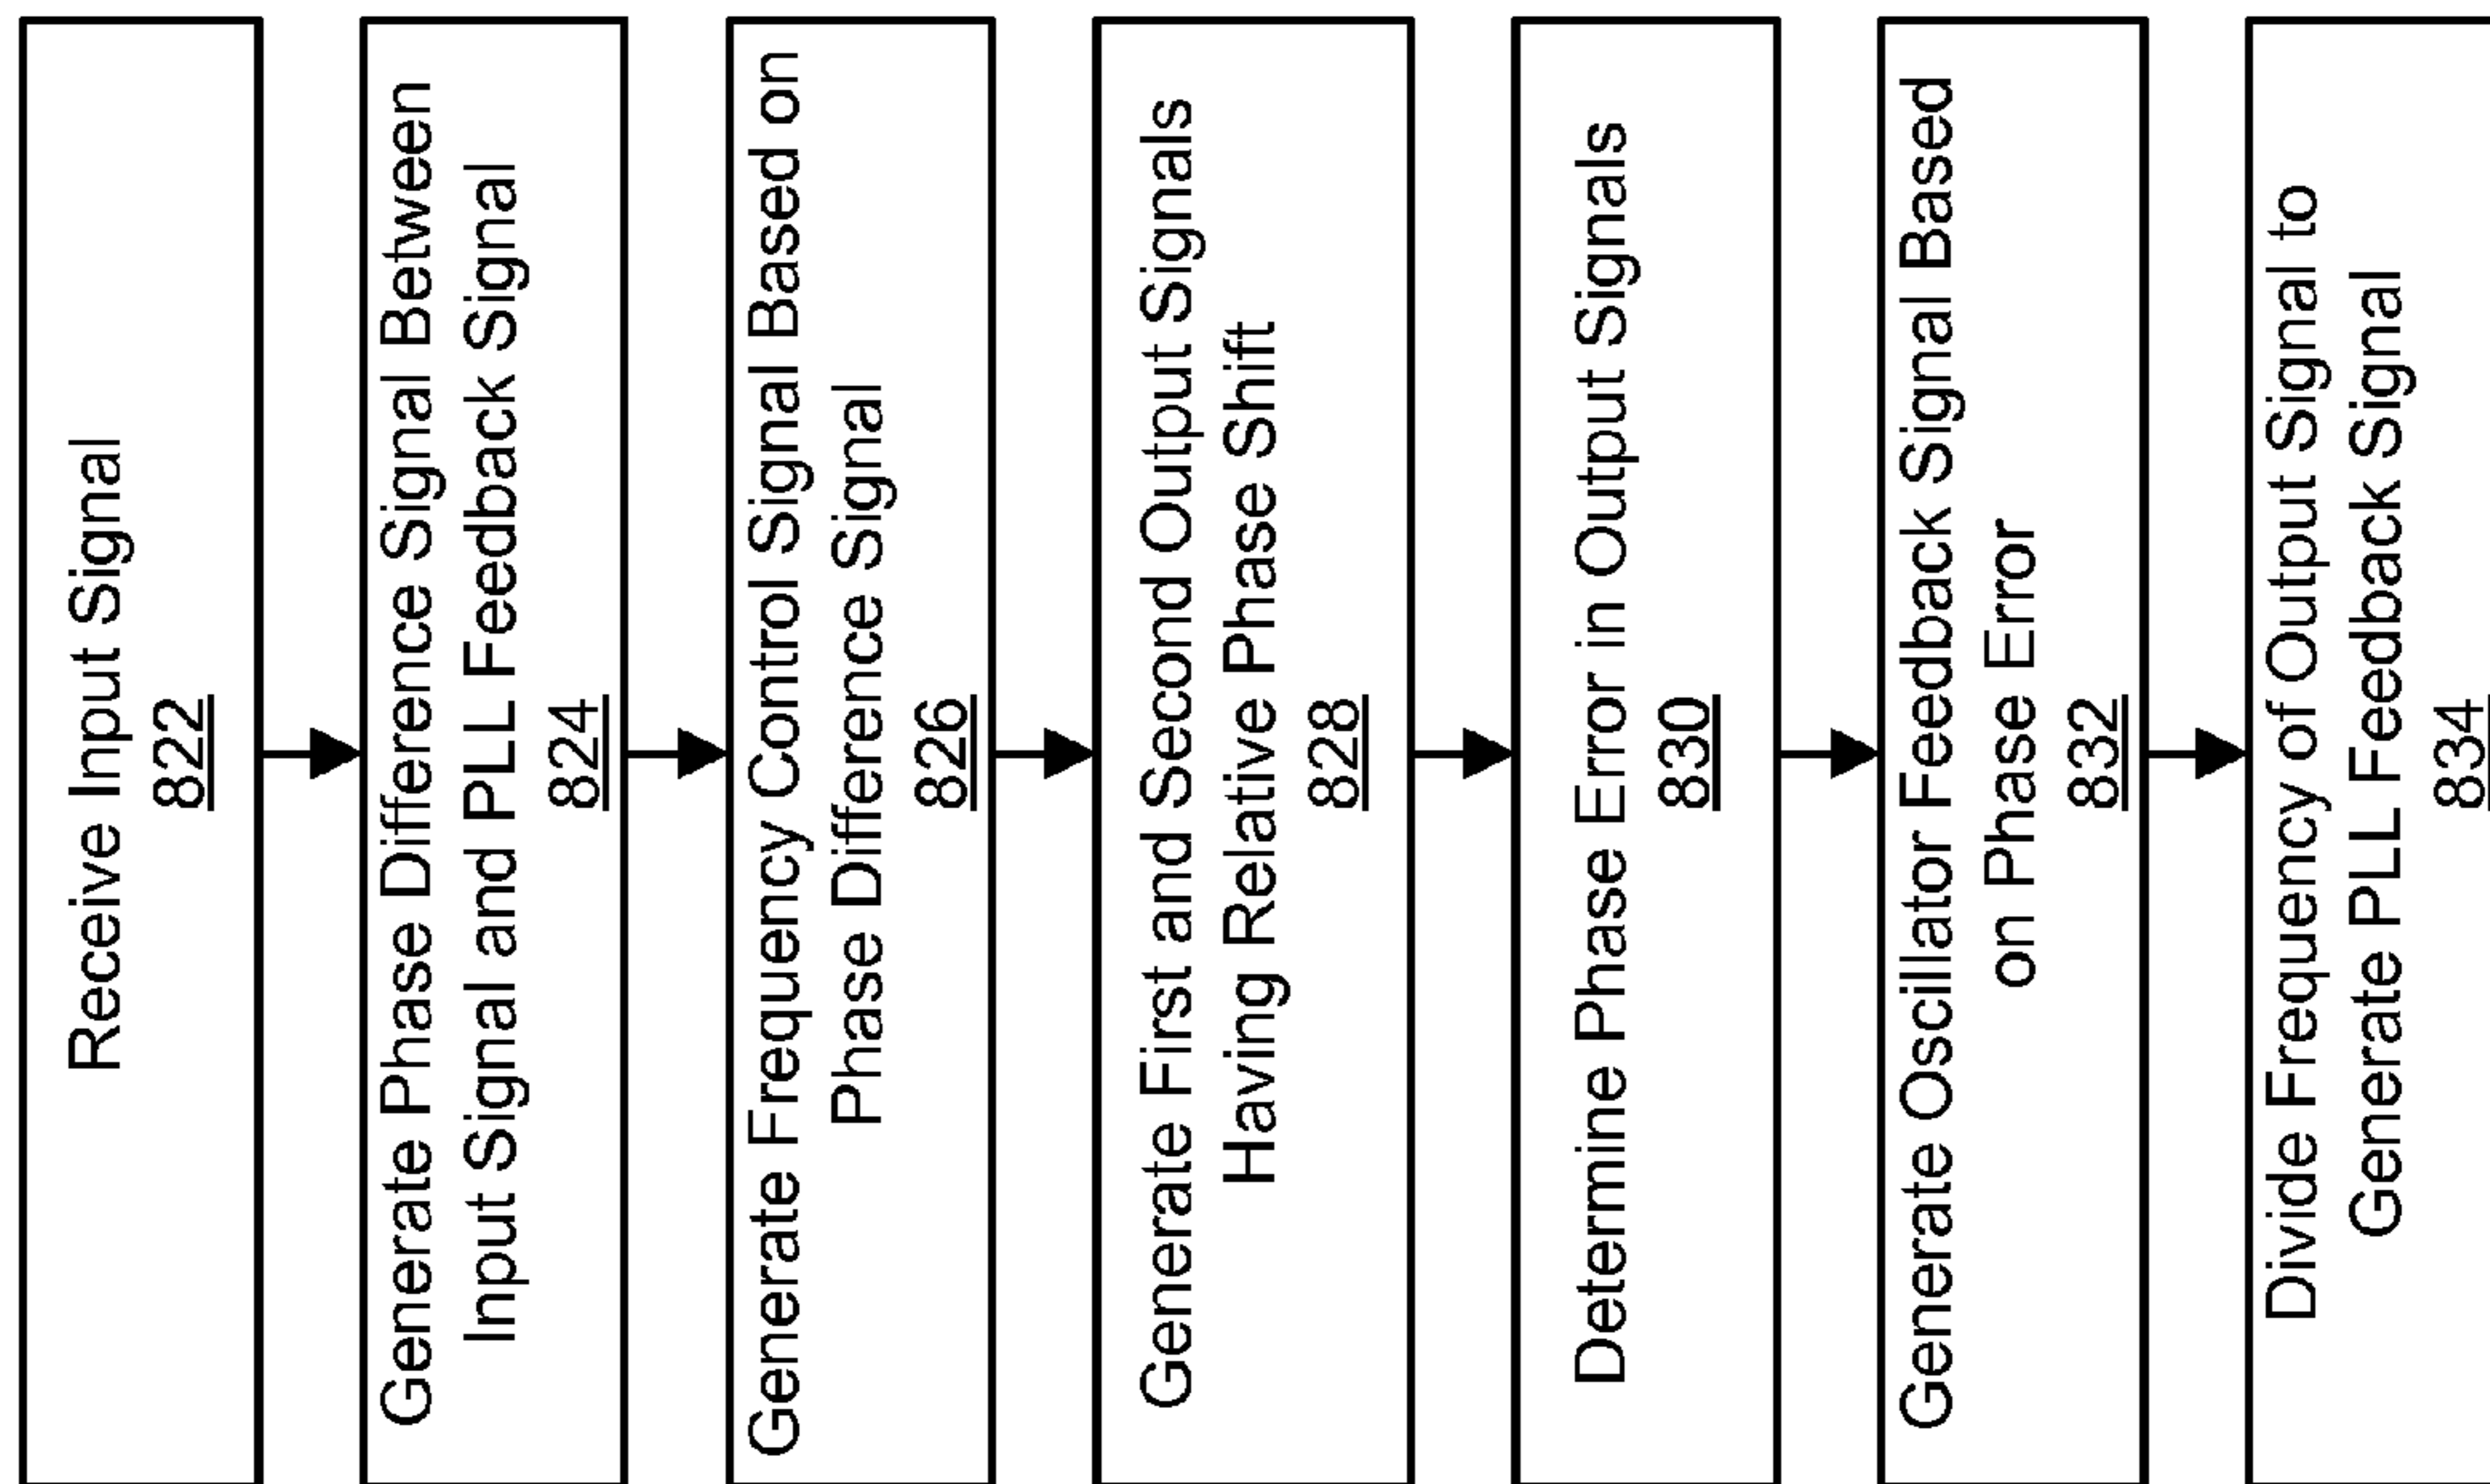 Receive Input Signal
822
Generate Phase Difference Signal Between
Input Signal and PLL Feedback Signal
824
Generate Frequency Control Signal Based on
Phase Difference Signal
826
Generate First and Second Output Signals
Having Relative Phase Shift
828
Determine Phase Error in Output Signals
830
Generate Oscillator Feedback Signal Based
on Phase Error
832
Divide Frequency of Output Signal to
Generate PLL Feedback Signal
834